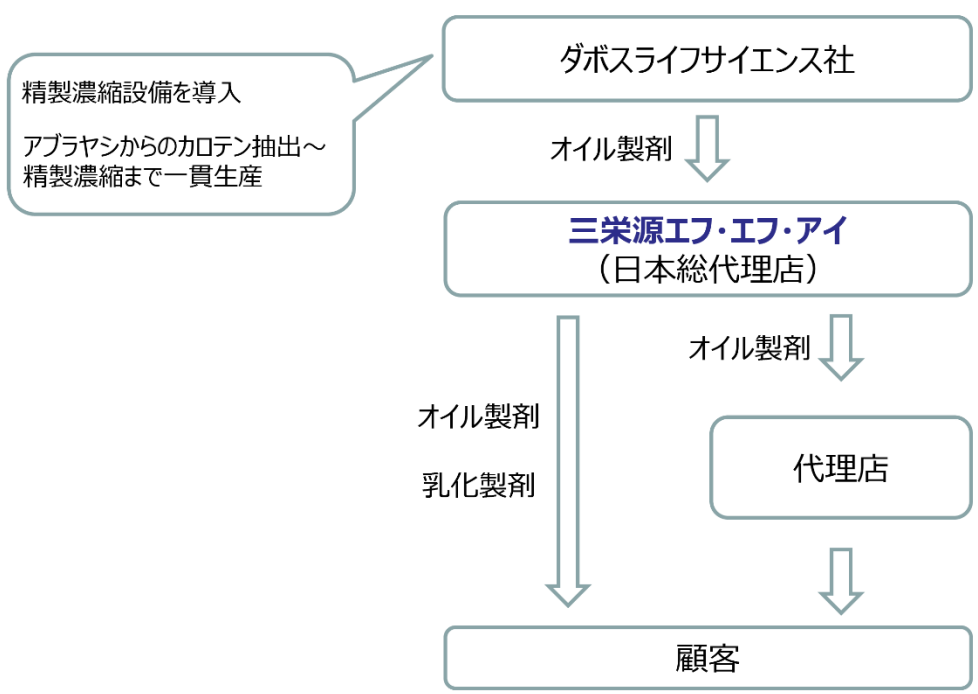 ダボスライフサイエンス社
精製濃縮設備を導入
アブラヤシからのカロテン抽出～
精製濃縮まで一貫生産
オイル製剤
三栄源エフ・エフ・アイ
（日本総代理店）
オイル製剤
オイル製剤
乳化製剤
代理店
顧客